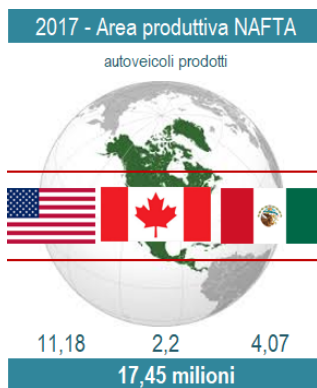 2017 - Area produttiva NAFTA
autoveicoli prodotti
11,18 2,2 4,07
17,45 milioni